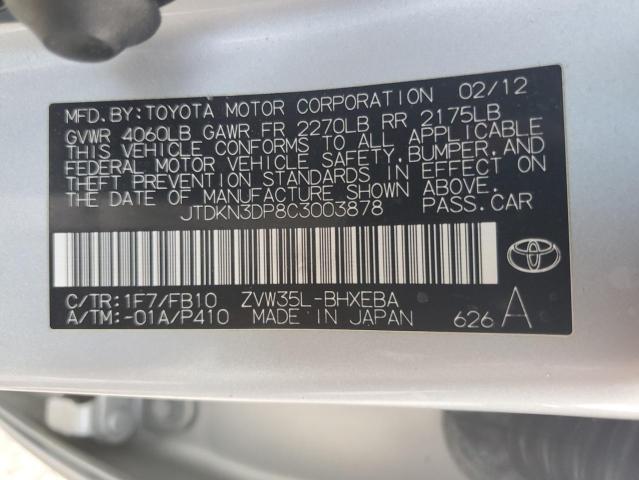 MFD. BY: TOYOTA MOTOR CORPORATION 02/12
GVWR 4060LB GAWR FR 2270LB RR 2175LB
THIS VEHICLE CONFORMS TO ALL APPLICABLE
FEDERAL MOTOR VEHICLE SAFETY, BUMPER, AND
THEFT PREVENTION STANDARDS IN EFFECT ON
THE DATE OF MANUFACTURE SHOWN ABOVE.
JTDKN3DP8C3003878 PASS. CAR
C/TR: 1F7/FB10 ZVW35L-BHXEBA
A/TM: -01A/P410 MADE IN JAPAN 626 A